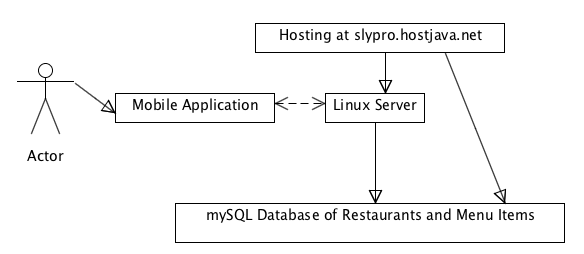 Hosting at slypro.hostjava.net
Mobile Application
Linux Server
Actor
mySQL Database of Restaurants and Menu Items